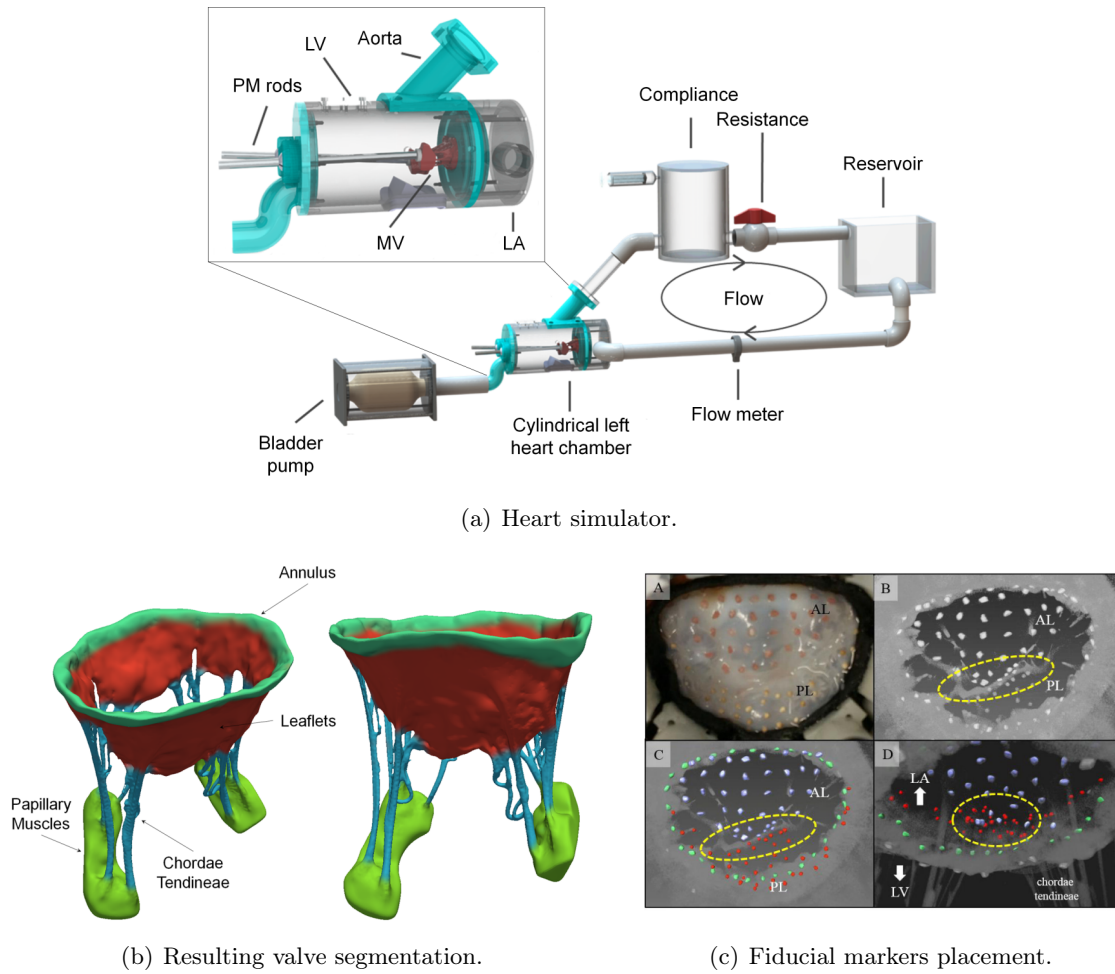 LV
Aorta
PM rods
MV
LA
Compliance
Resistance
Reservoir
Flow
Flow meter
Cylindrical left
heart chamber
Bladder
pump
(a) Heart simulator.
Annulus
Leaflets
Papillary
Muscles
Chordae
Tendineae
(b) Resulting valve segmentation.
A
AL
PL
B
AL
PL
C
AL
PL
D
LA
LV
chordae
tendineae
(c) Fiducial markers placement.